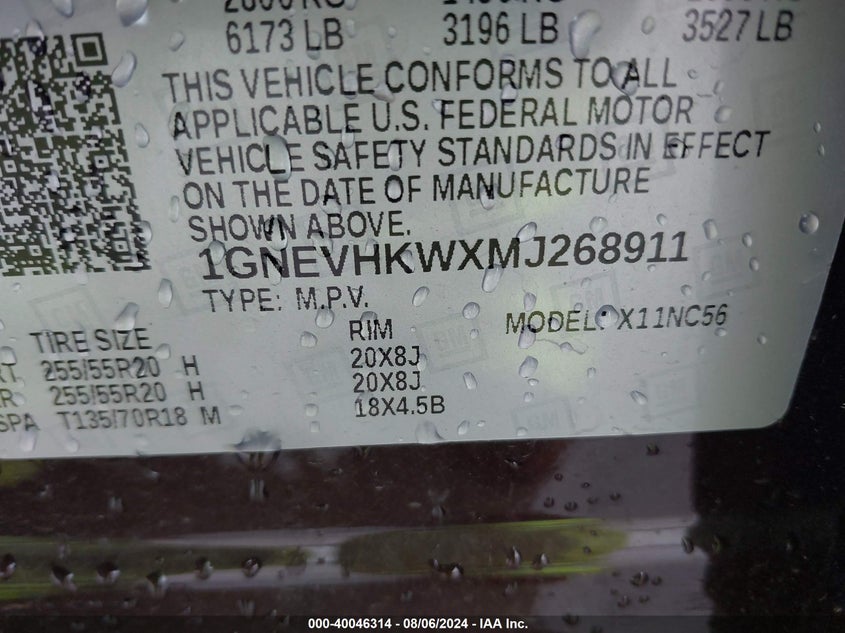 6173 LB 3196 LB 3527 LB
THIS VEHICLE CONFORMS TO ALL
APPLICABLE U.S. FEDERAL MOTOR
VEHICLE SAFETY STANDARDS IN EFFECT
ON THE DATE OF MANUFACTURE
SHOWN ABOVE.
1GNEVHKWXMJ268911
TYPE: M.P.V.
MODEL: X11NC56
TIRE SIZE RIM
255/55R20 H 20X8J
255/55R20 H 20X8J
SPA T135/70R18 M 18X4.5B
000-40046314 - 08/06/2024 - IAA Inc.